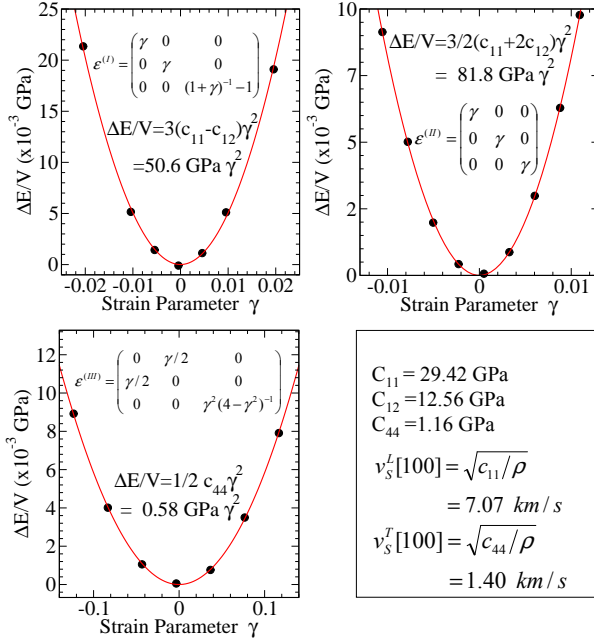 25
20
15
10
5
0
-0.02 -0.01 0 0.01 0.02
ΔE/V (x10⁻³ GPa)
Strain Parameter γ
ε⁽ᴵ⁾ = (γ 0 0
0 γ 0
0 0 (1+γ)⁻¹−1)
ΔE/V=3(c₁₁-c₁₂)γ²
=50.6 GPa γ²
10
7
5
2
0
-0.01 0 0.01
ΔE/V (x10⁻³ GPa)
Strain Parameter γ
ΔE/V=3/2(c₁₁+2c₁₂)γ²
= 81.8 GPa γ²
ε⁽ᴵᴵ⁾ = (γ 0 0
0 γ 0
0 0 γ)
12
10
8
6
4
2
0
-0.1 0 0.1
ΔE/V (x10⁻³ GPa)
Strain Parameter γ
ε⁽ᴵᴵᴵ⁾ = (0 γ/2 0
γ/2 0 0
0 0 γ²(4−γ²)⁻¹)
ΔE/V=1/2 c₄₄γ²
= 0.58 GPa γ²
C₁₁ = 29.42 GPa
C₁₂ = 12.56 GPa
C₄₄ = 1.16 GPa
v_S^L[100] = √(c₁₁/ρ)
= 7.07 km/s
v_S^T[100] = √(c₄₄/ρ)
= 1.40 km/s